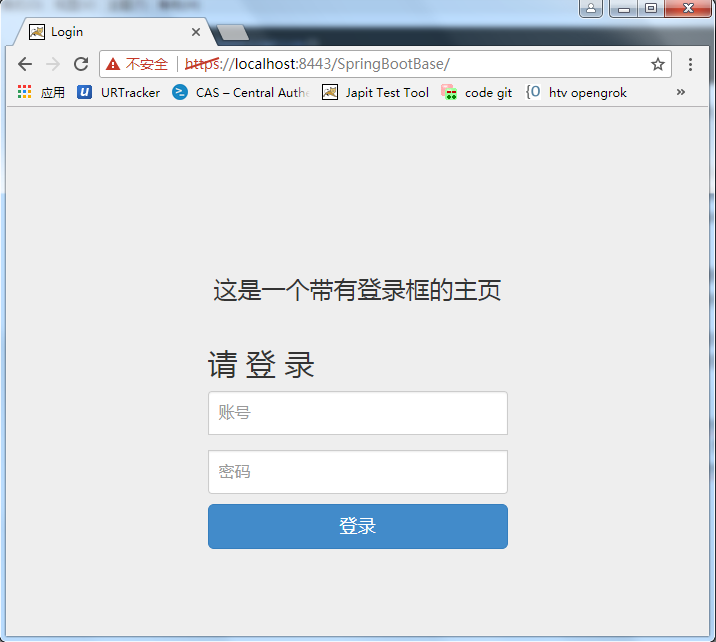 Login
不安全 https://localhost:8443/SpringBootBase/
应用 URTracker CAS – Central Authe Japit Test Tool code git htv opengrok »
这是一个带有登录框的主页
请 登 录
账号
密码
登录